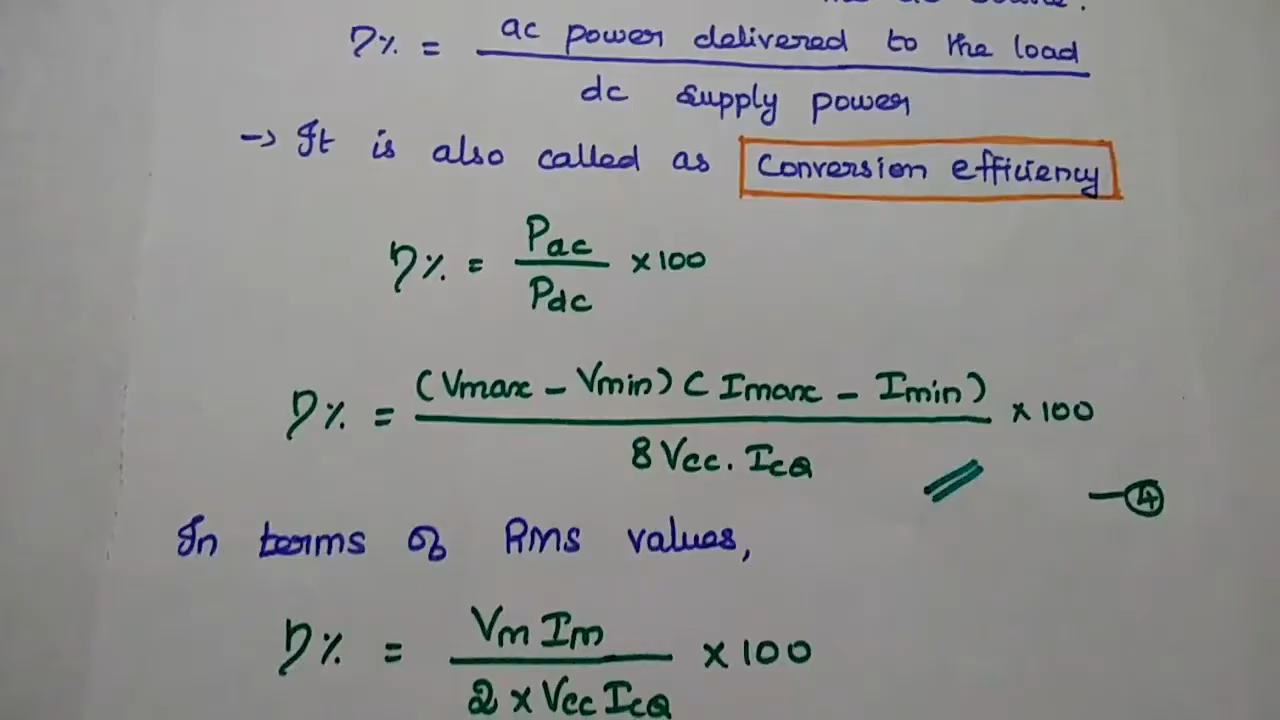 η% = ac power delivered to the load
dc supply power
→ It is also called as Conversion efficiency
η% = Pac / Pdc × 100
η% = (Vmax - Vmin) ( Imax - Imin) / 8 Vcc. ICQ × 100
—④
In terms of RMS values,
η% = Vm Im / 2 × Vcc ICQ × 100